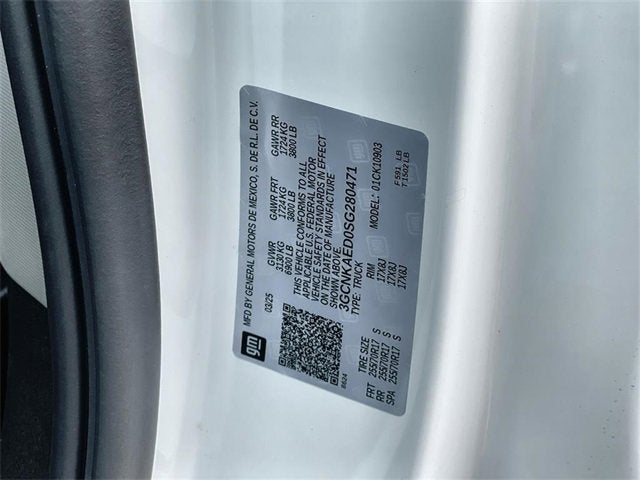 gm
MFD BY GENERAL MOTORS DE MEXICO, S. DE R.L. DE C.V.
03/25
GVWR GAWR FRT GAWR RR
3130 KG 1724 KG 1724 KG
6900 LB 3800 LB 3800 LB
THIS VEHICLE CONFORMS TO ALL
APPLICABLE U.S. FEDERAL MOTOR
VEHICLE SAFETY STANDARDS IN EFFECT
ON THE DATE OF MANUFACTURE
SHOWN ABOVE.
3GCNKAED0SG280471
TYPE: TRUCK MODEL: 01CK10903
TIRE SIZE RIM
FRT 255/70R17 S 17X8J
RR 255/70R17 S 17X8J
SPA 255/70R17 S 17X8J
F:591 LB
T:1502 LB